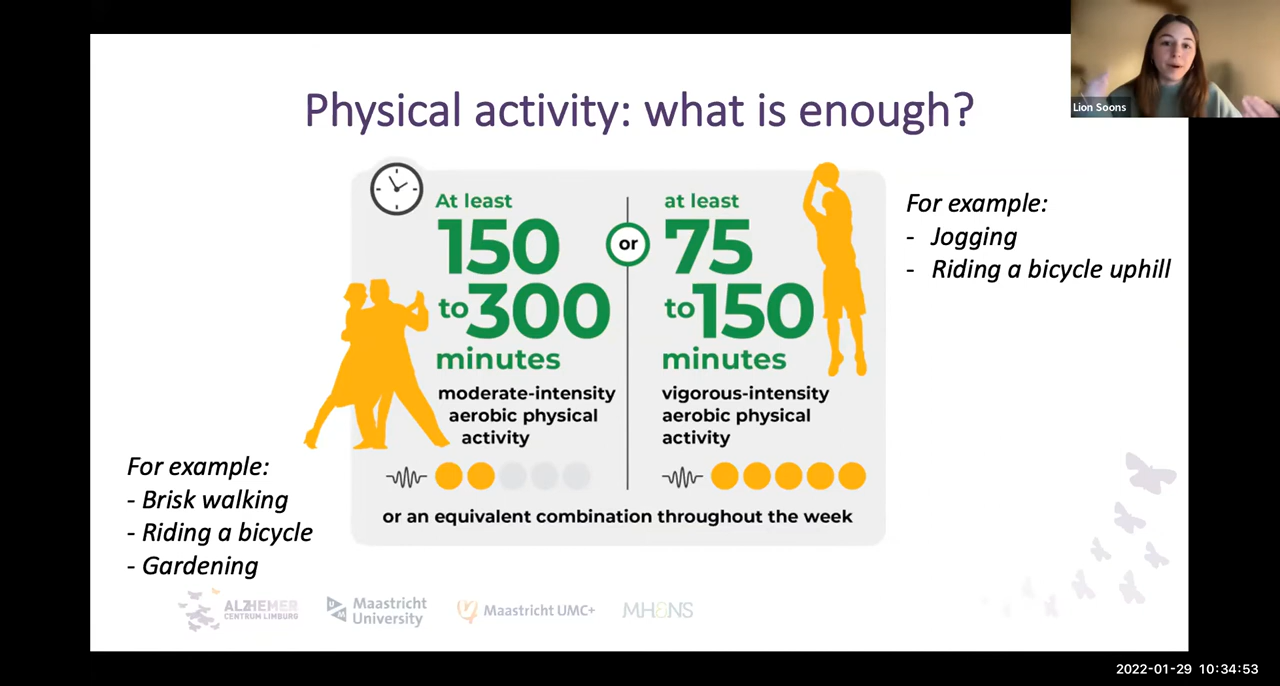 Physical activity: what is enough?
Lion Soons
At least
150
to 300
minutes
moderate-intensity
aerobic physical
activity
or
at least
75
to 150
minutes
vigorous-intensity
aerobic physical
activity
or an equivalent combination throughout the week
For example:
- Jogging
- Riding a bicycle uphill
For example:
- Brisk walking
- Riding a bicycle
- Gardening
ALZHEIMER
CENTRUM LIMBURG
Maastricht
University
Maastricht UMC+
MHENS
2022-01-29 10:34:53